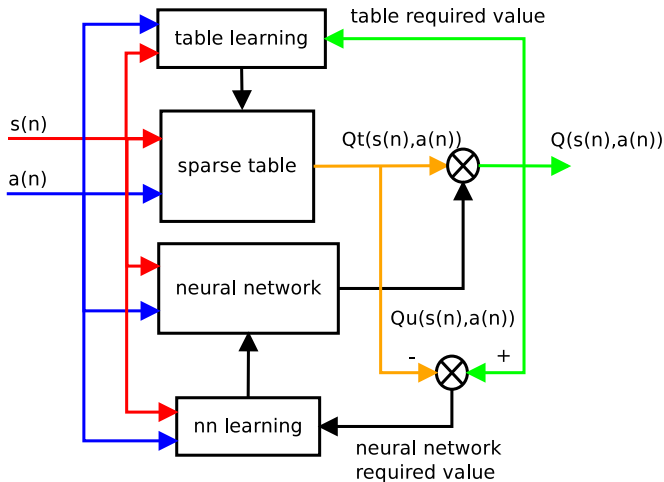 table required value
table learning
s(n)
Qt(s(n),a(n))
Q(s(n),a(n))
sparse table
a(n)
neural network
Qu(s(n),a(n))
-
+
nn learning
neural network
required value